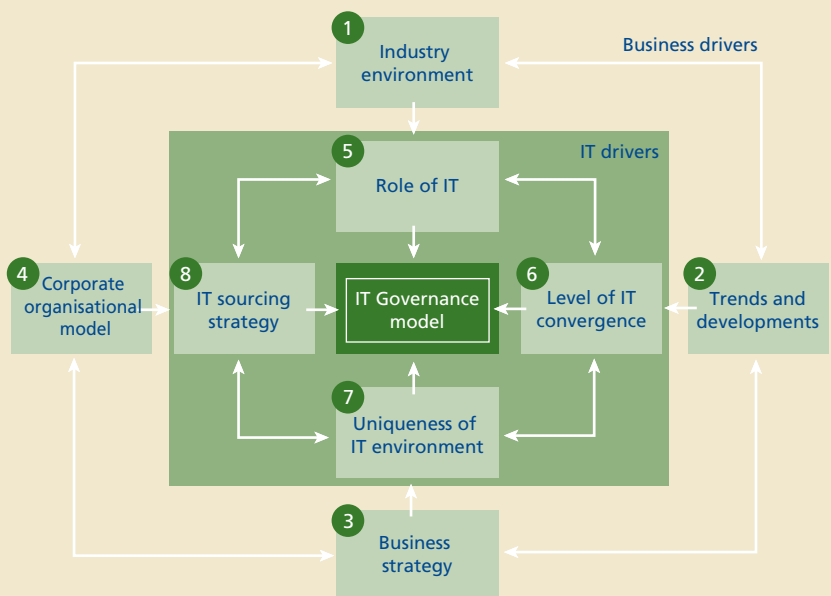 1
Industry
environment
Business drivers
5
Role of IT
IT drivers
4
Corporate
organisational
model
8
IT sourcing
strategy
IT Governance
model
6
Level of IT
convergence
2
Trends and
developments
7
Uniqueness of
IT environment
3
Business
strategy